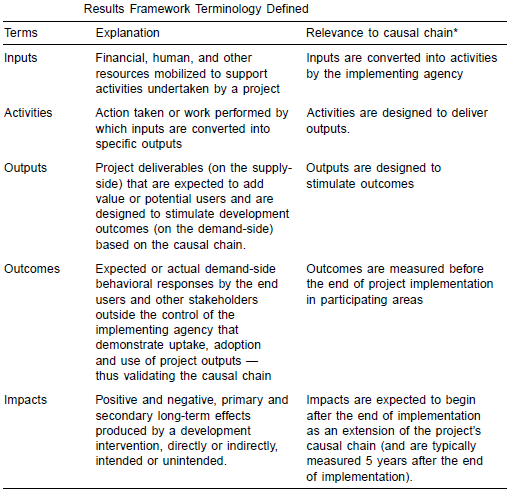 Results Framework Terminology Defined
Terms Explanation Relevance to causal chain*
Inputs Financial, human, and other Inputs are converted into activities
resources mobilized to support by the implementing agency
activities undertaken by a project
Activities Action taken or work performed by Activities are designed to deliver
which inputs are converted into outputs.
specific outputs
Outputs Project deliverables (on the supply- Outputs are designed to
side) that are expected to add stimulate outcomes
value or potential users and are
designed to stimulate development
outcomes (on the demand-side)
based on the causal chain.
Outcomes Expected or actual demand-side Outcomes are measured before
behavioral responses by the end the end of project implementation
users and other stakeholders in participating areas
outside the control of the
implementing agency that
demonstrate uptake, adoption
and use of project outputs —
thus validating the causal chain
Impacts Positive and negative, primary and Impacts are expected to begin
secondary long-term effects after the end of implementation
produced by a development as an extension of the project's
intervention, directly or indirectly, causal chain (and are typically
intended or unintended. measured 5 years after the end
of implementation).